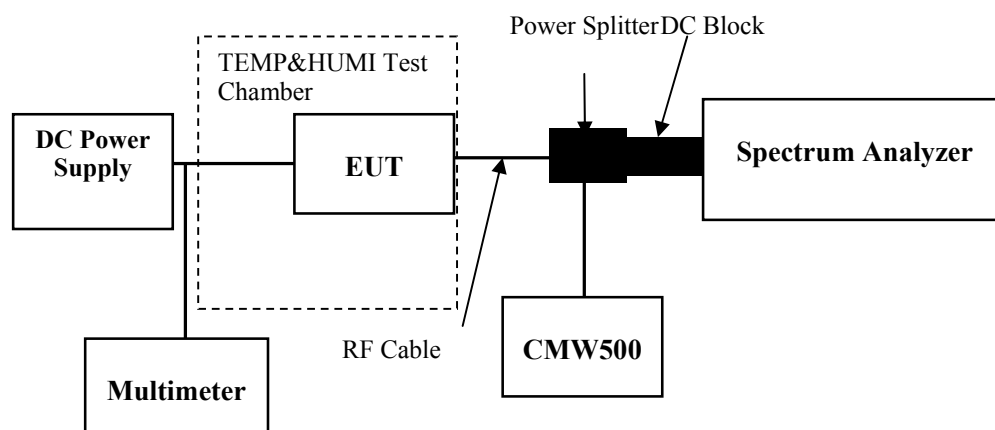 Power Splitter DC Block
TEMP&HUMI Test
Chamber
DC Power
Supply
EUT
Spectrum Analyzer
RF Cable
CMW500
Multimeter